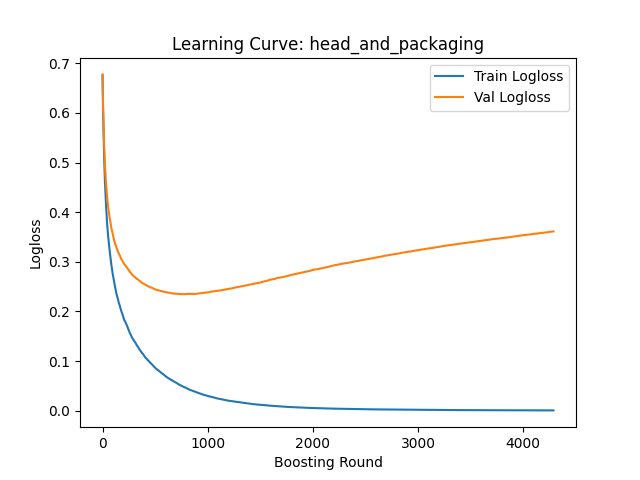 Learning Curve: head_and_packaging
Train Logloss
Val Logloss
0.7
0.6
0.5
0.4
0.3
0.2
0.1
0.0
Logloss
0 1000 2000 3000 4000
Boosting Round